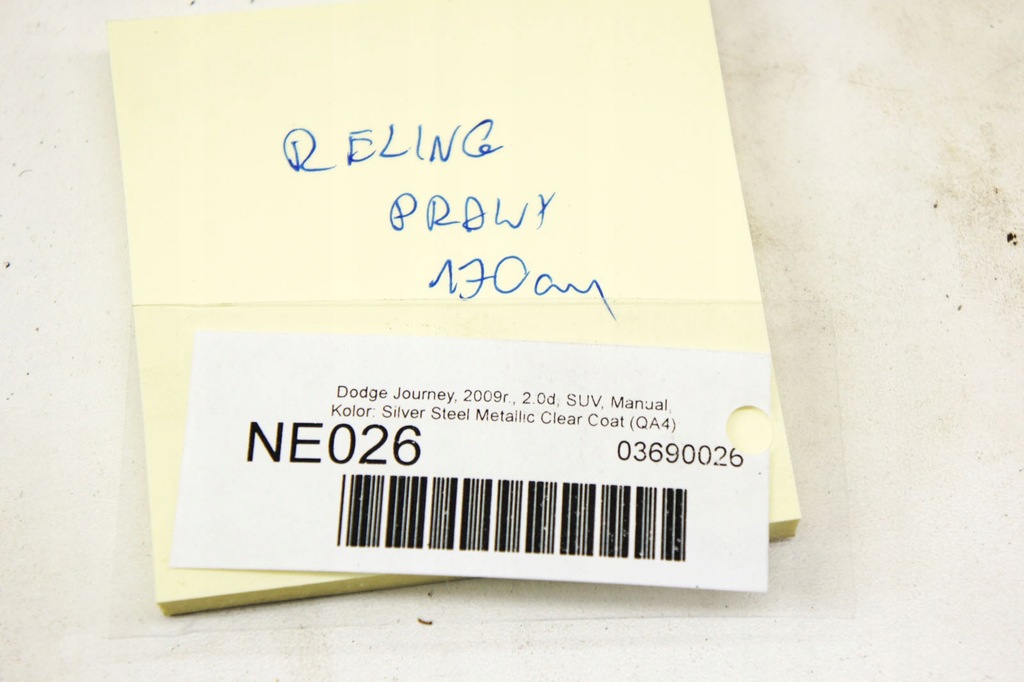 RELING
PRAWY
170cm
Dodge Journey, 2009r., 2.0d, SUV, Manual,
Kolor: Silver Steel Metallic Clear Coat (QA4)
NE026 03690026